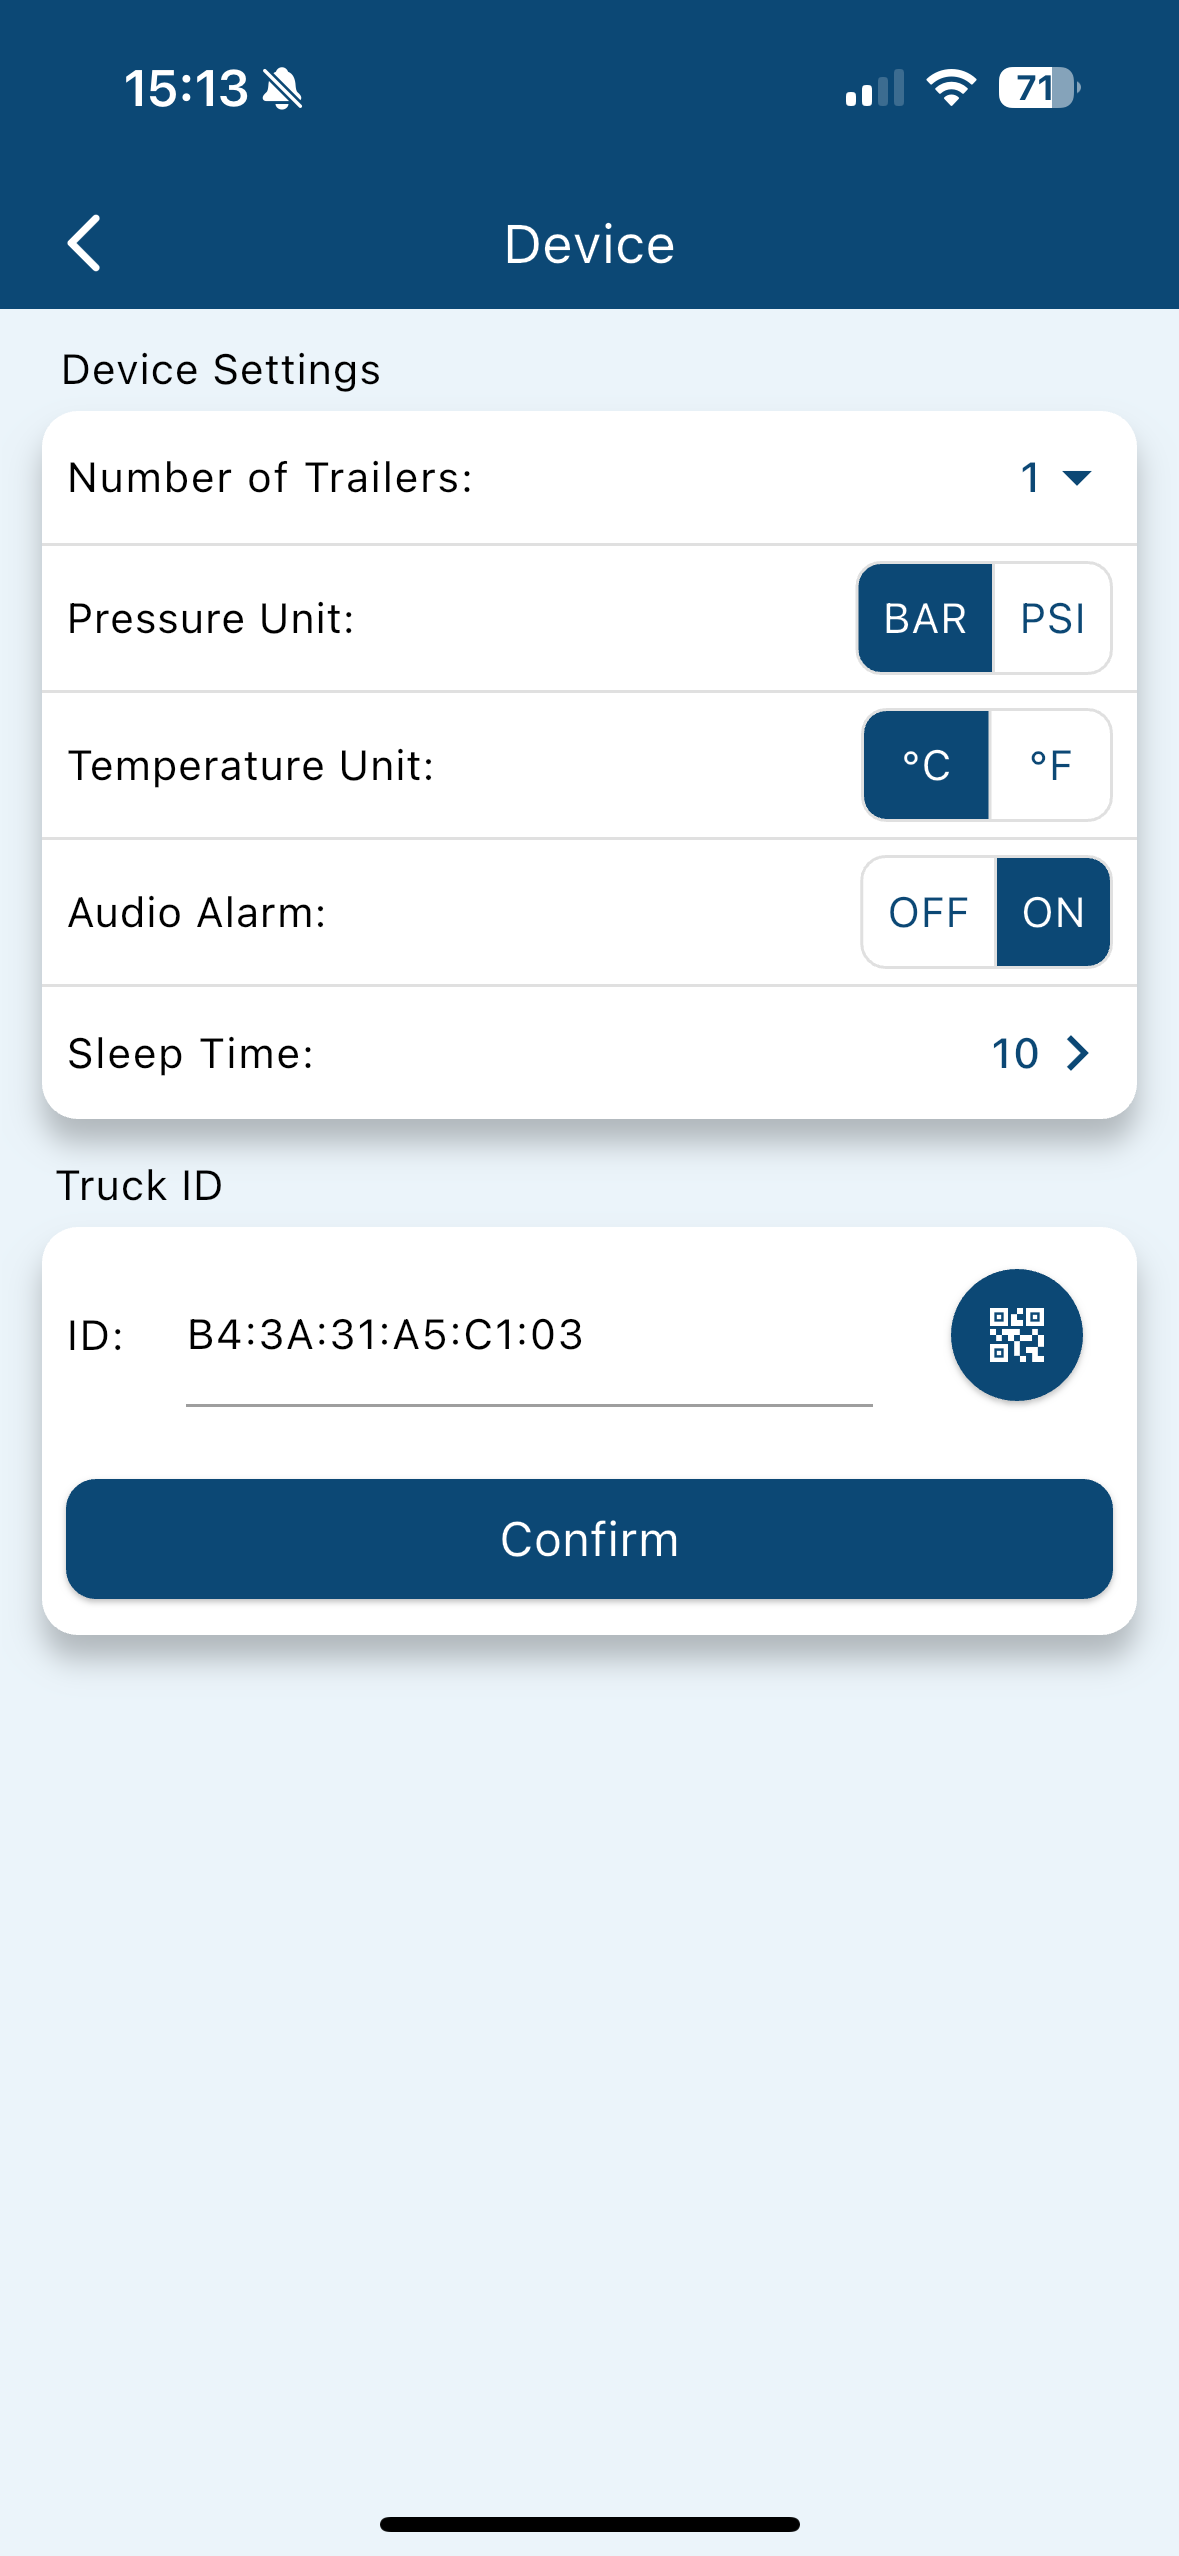 15:13 71
Device
Device Settings
Number of Trailers: 1
Pressure Unit: BAR PSI
Temperature Unit: °C °F
Audio Alarm: OFF ON
Sleep Time: 10
Truck ID
ID: B4:3A:31:A5:C1:03
Confirm